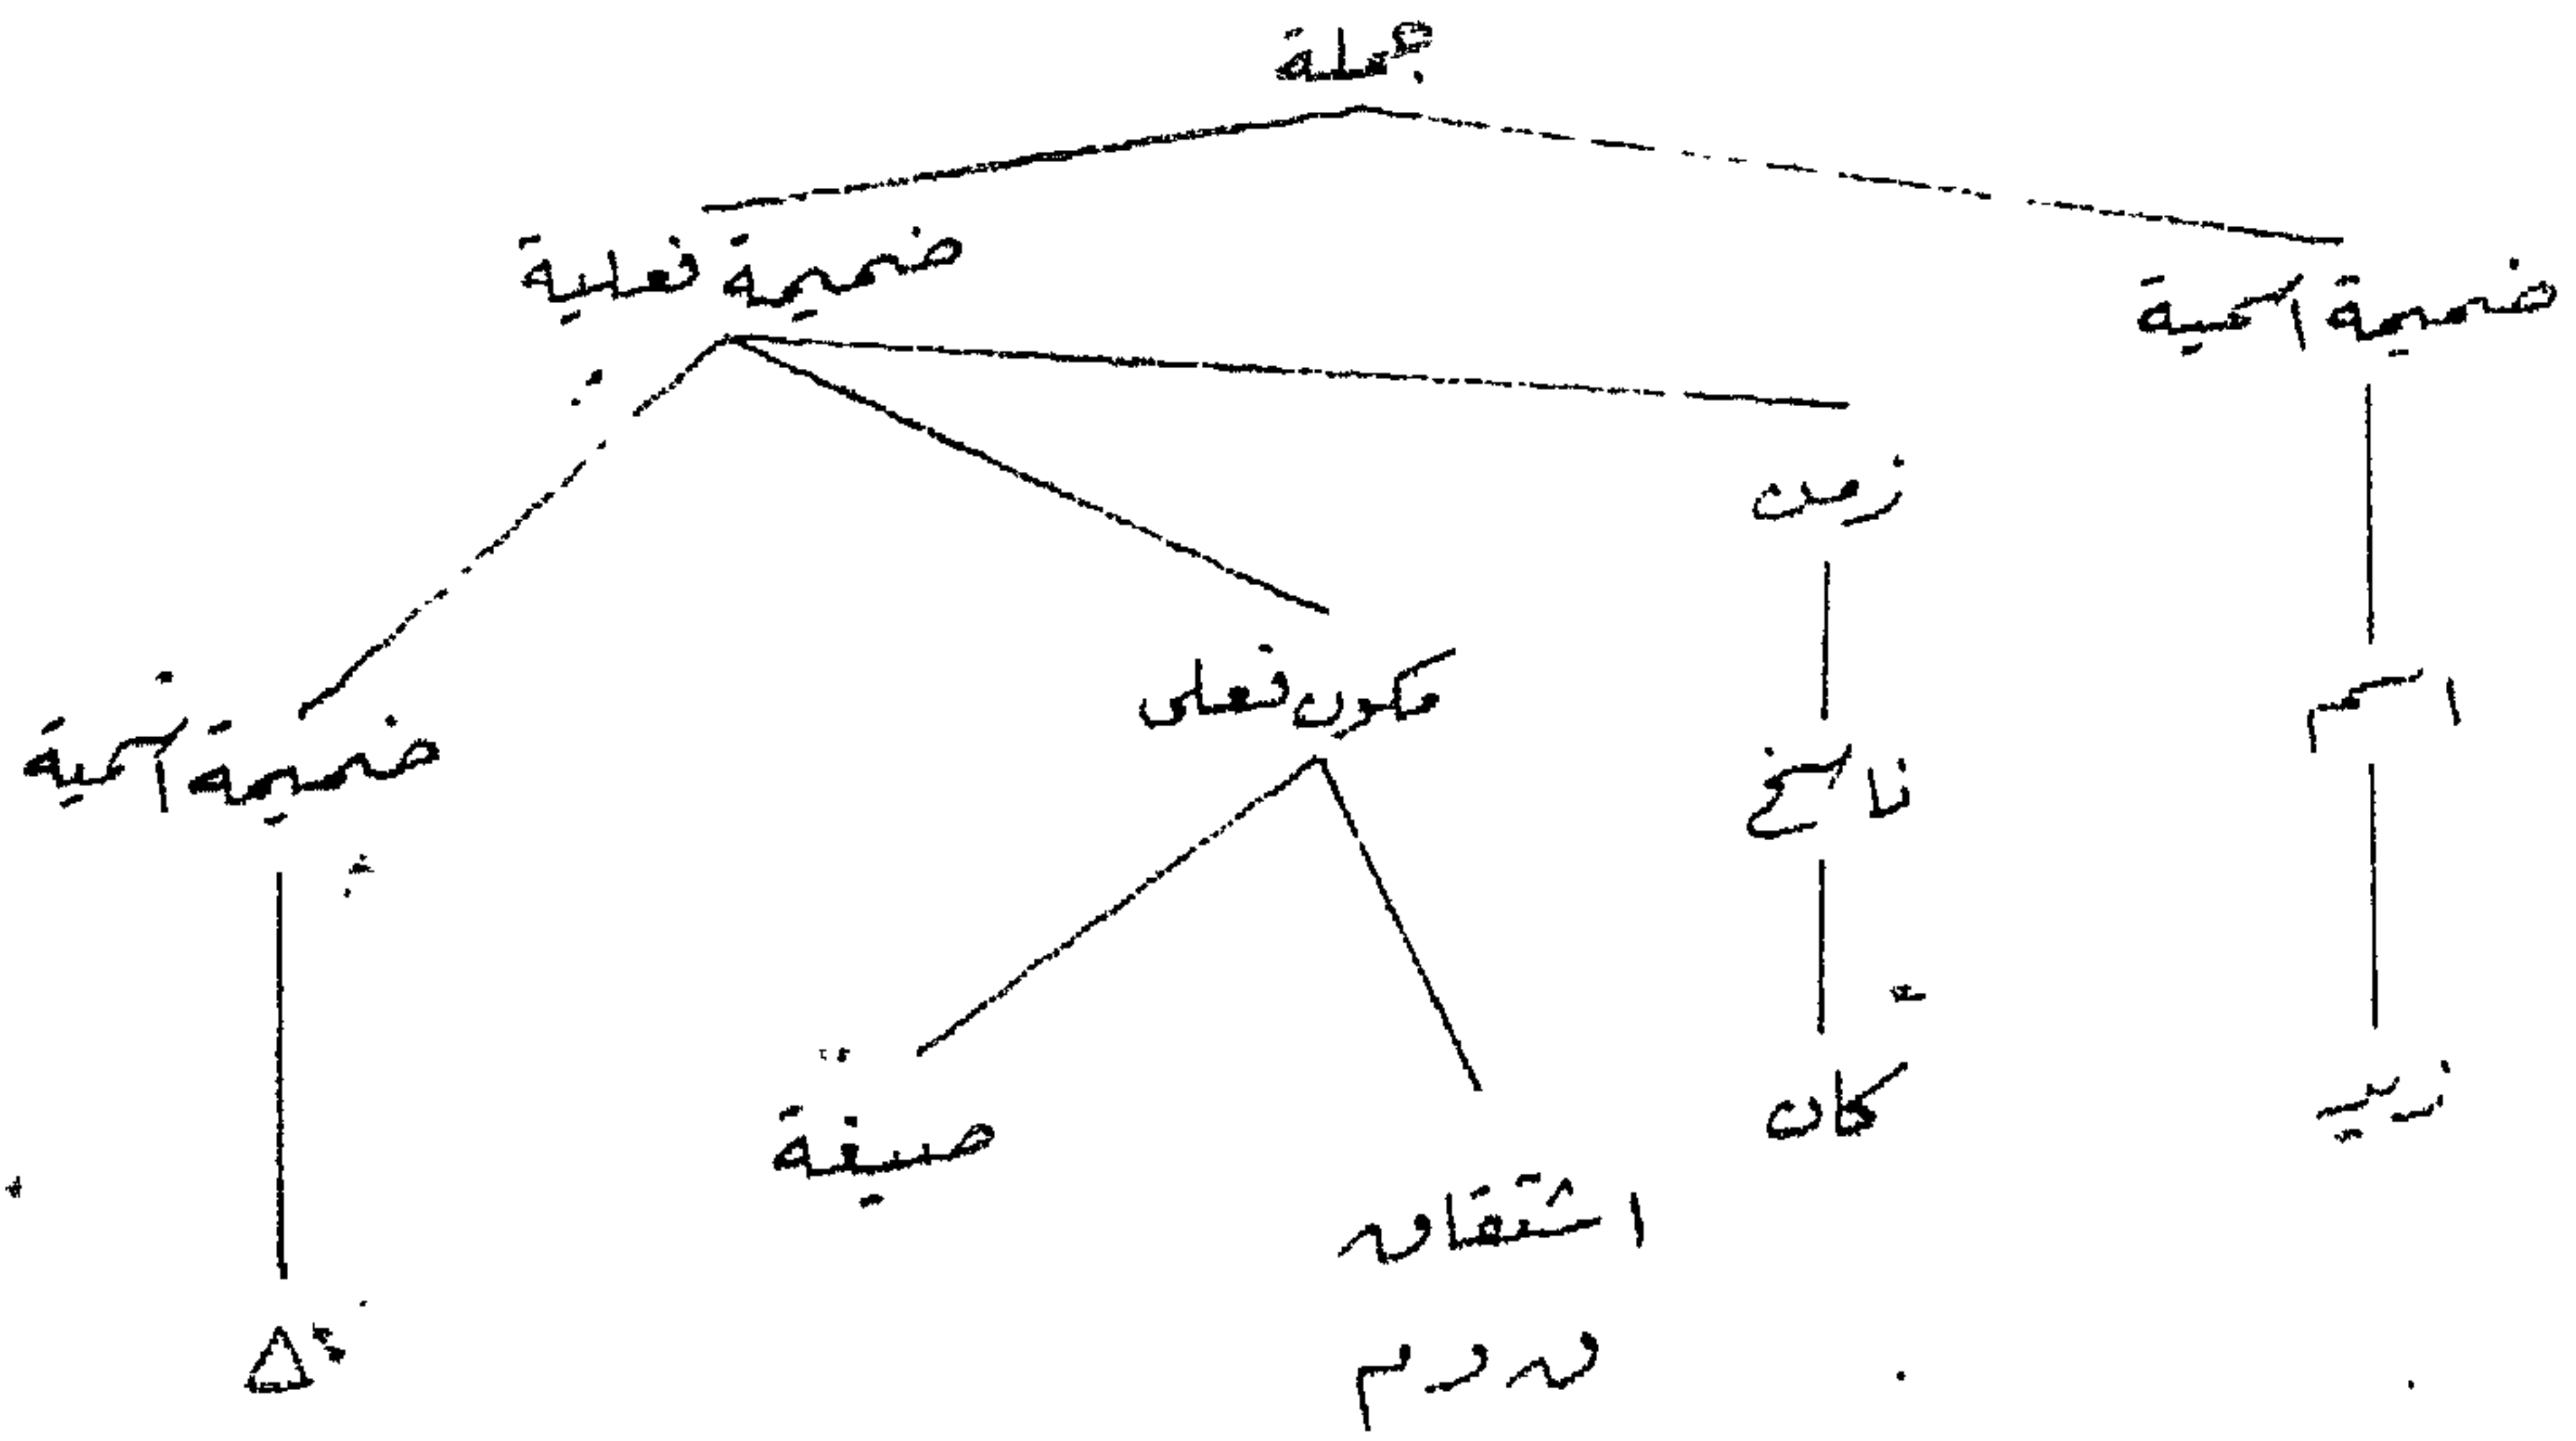 جملة
ضميمة اسمية
ضميمة فعلية
زمن
مكون فعلى
اسم
ناسخ
ضميمة اسمية
زيد
كان
صيغة
اشتقاق
ق د م
Δ